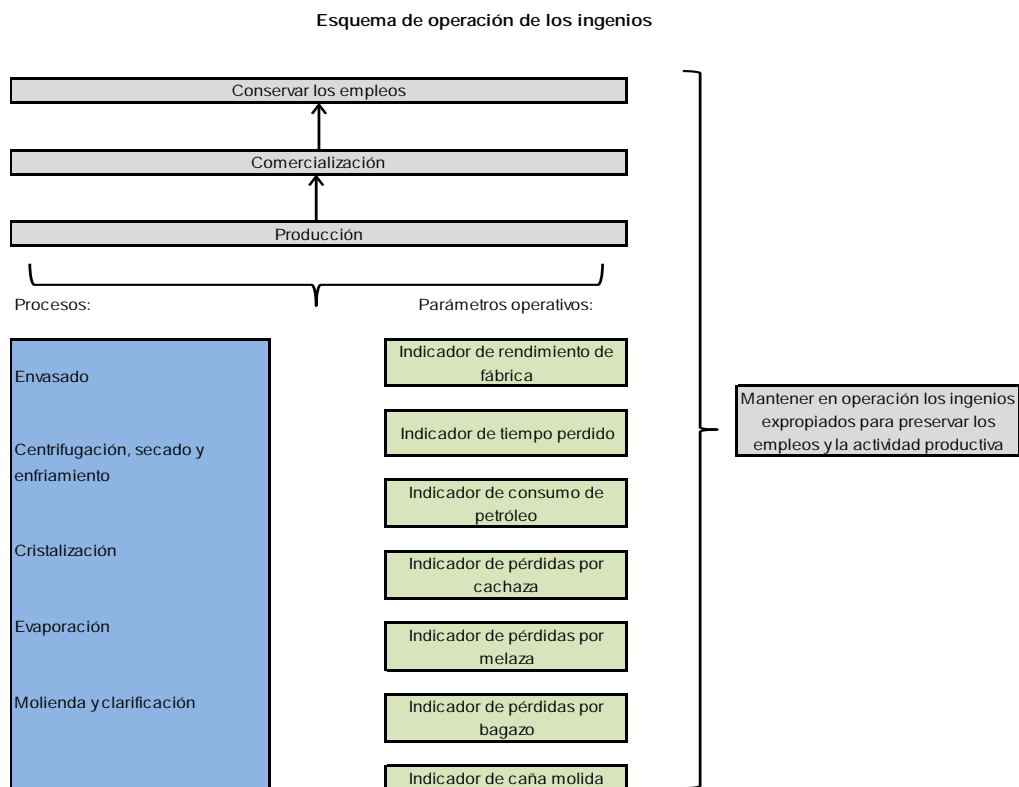 Esquema de operación de los ingenios
Conservar los empleos
Comercialización
Producción
Procesos:
Parámetros operativos:
Envasado
Centrifugación, secado y
enfriamiento
Cristalización
Evaporación
Molienda y clarificación
Indicador de rendimiento de
fábrica
Indicador de tiempo perdido
Indicador de consumo de
petróleo
Indicador de pérdidas por
cachaza
Indicador de pérdidas por
melaza
Indicador de pérdidas por
bagazo
Indicador de caña molida
Mantener en operación los ingenios
expropiados para preservar los
empleos y la actividad productiva